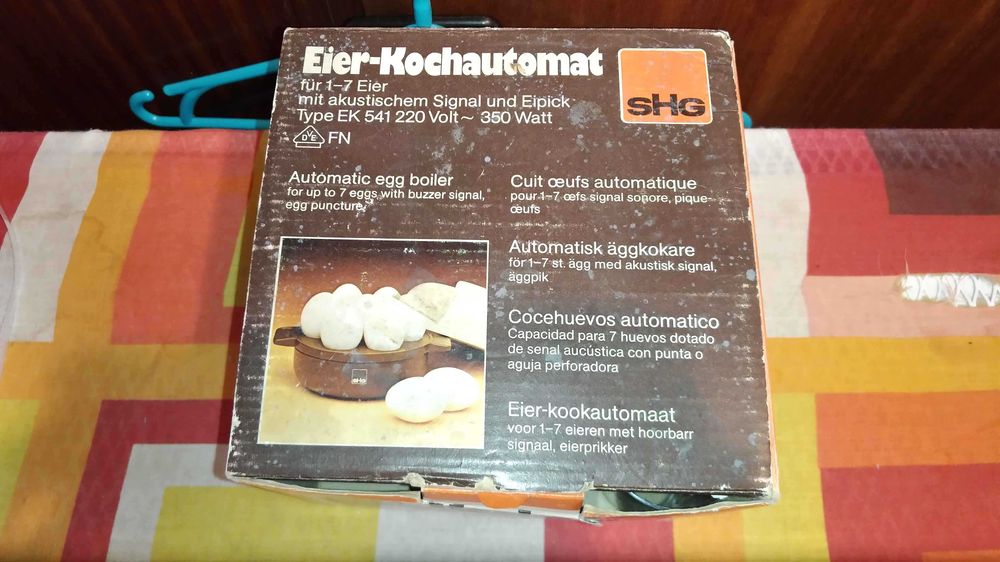 Eier-Kochautomat
für 1-7 Eier
mit akustischem Signal und Eipick
Type EK 541 220 Volt~ 350 Watt
VDE FN
SHG
Automatic egg boiler
for up to 7 eggs with buzzer signal,
egg puncture
Cuit œufs automatique
pour 1-7 œfs signal sonore, pique-
œufs
Automatisk äggkokare
för 1-7 st. ägg med akustisk signal,
äggpik
Cocehuevos automatico
Capacidad para 7 huevos dotado
de senal aucústica con punta o
aguja perforadora
Eier-kookautomaat
voor 1-7 eieren met hoorbarr
signaal, eierprikker
SHG